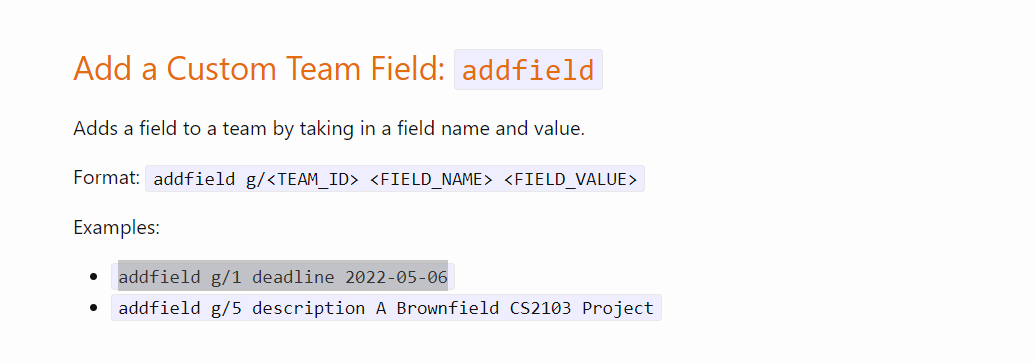 Add a Custom Team Field: addfield
Adds a field to a team by taking in a field name and value.
Format: addfield g/<TEAM_ID> <FIELD_NAME> <FIELD_VALUE>
Examples:
addfield g/1 deadline 2022-05-06
addfield g/5 description A Brownfield CS2103 Project